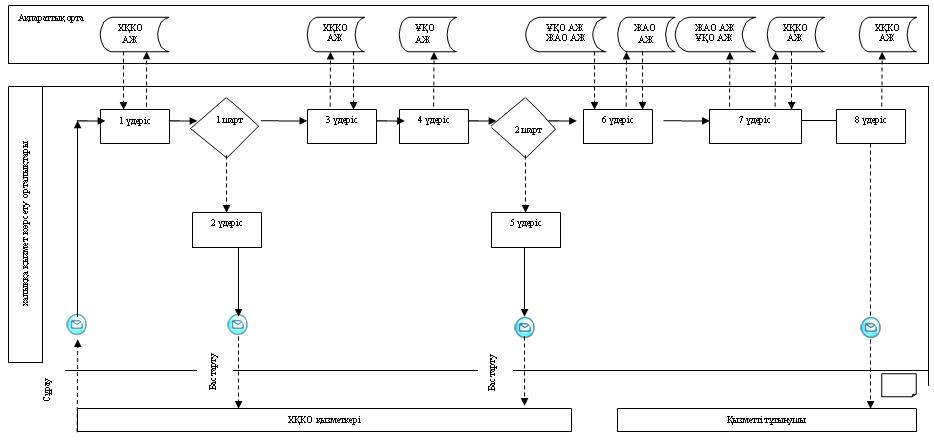 Ақпараттық орта
ХҚКО
АЖ
ХҚКО
АЖ
ҰҚО
АЖ
ҰҚО АЖ
ЖАО АЖ
ЖАО
АЖ
ЖАО АЖ
ҰҚО АЖ
ХҚКО
АЖ
ХҚКО
АЖ
халыққа қызмет көрсету орталықтары
1 үдеріс
1 шарт
3 үдеріс
4 үдеріс
2 шарт
6 үдеріс
7 үдеріс
8 үдеріс
2 үдеріс
5 үдеріс
Сұрау
Бас тарту
Бас тарту
ХҚКО қызметкері
Қызметті тұтынушы